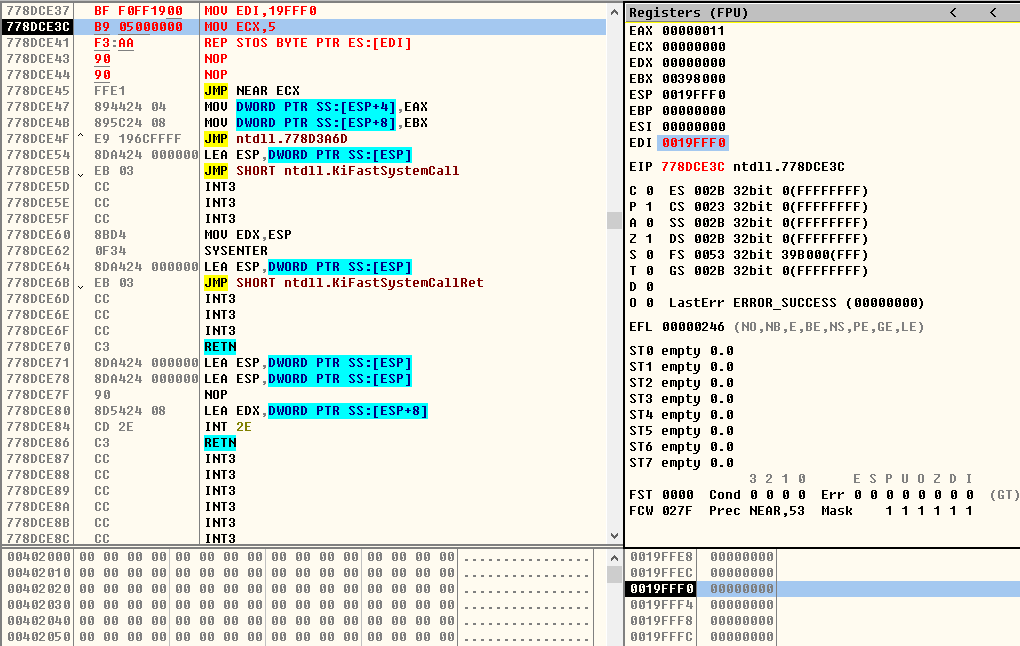 778DCE37 BF F0FF1900 MOV EDI,19FFF0
778DCE3C B9 05000000 MOV ECX,5
778DCE41 F3:AA REP STOS BYTE PTR ES:[EDI]
778DCE43 90 NOP
778DCE44 90 NOP
778DCE45 FFE1 JMP NEAR ECX
778DCE47 894424 04 MOV DWORD PTR SS:[ESP+4],EAX
778DCE4B 895C24 08 MOV DWORD PTR SS:[ESP+8],EBX
778DCE4F ^ E9 196CFFFF JMP ntdll.778D3A6D
778DCE54 8DA424 000000 LEA ESP,DWORD PTR SS:[ESP]
778DCE5B EB 03 JMP SHORT ntdll.KiFastSystemCall
778DCE5D CC INT3
778DCE5E CC INT3
778DCE5F CC INT3
778DCE60 8BD4 MOV EDX,ESP
778DCE62 0F34 SYSENTER
778DCE64 8DA424 000000 LEA ESP,DWORD PTR SS:[ESP]
778DCE6B EB 03 JMP SHORT ntdll.KiFastSystemCallRet
778DCE6D CC INT3
778DCE6E CC INT3
778DCE6F CC INT3
778DCE70 C3 RETN
778DCE71 8DA424 000000 LEA ESP,DWORD PTR SS:[ESP]
778DCE78 8DA424 000000 LEA ESP,DWORD PTR SS:[ESP]
778DCE7F 90 NOP
778DCE80 8D5424 08 LEA EDX,DWORD PTR SS:[ESP+8]
778DCE84 CD 2E INT 2E
778DCE86 C3 RETN
778DCE87 CC INT3
778DCE88 CC INT3
778DCE89 CC INT3
778DCE8A CC INT3
778DCE8B CC INT3
778DCE8C CC INT3
Registers (FPU) < <
EAX 00000011
ECX 00000000
EDX 00000000
EBX 00398000
ESP 0019FFF0
EBP 00000000
ESI 00000000
EDI 0019FFF0
EIP 778DCE3C ntdll.778DCE3C
C 0 ES 002B 32bit 0(FFFFFFFF)
P 1 CS 0023 32bit 0(FFFFFFFF)
A 0 SS 002B 32bit 0(FFFFFFFF)
Z 1 DS 002B 32bit 0(FFFFFFFF)
S 0 FS 0053 32bit 39B000(FFF)
T 0 GS 002B 32bit 0(FFFFFFFF)
D 0
O 0 LastErr ERROR_SUCCESS (00000000)
EFL 00000246 (NO,NB,E,BE,NS,PE,GE,LE)
ST0 empty 0.0
ST1 empty 0.0
ST2 empty 0.0
ST3 empty 0.0
ST4 empty 0.0
ST5 empty 0.0
ST6 empty 0.0
ST7 empty 0.0
3 2 1 0 E S P U O Z D I
FST 0000 Cond 0 0 0 0 Err 0 0 0 0 0 0 0 0 (GT)
FCW 027F Prec NEAR,53 Mask 1 1 1 1 1 1
00402000 00 00 00 00 00 00 00 00 00 00 00 00 00 00 00 00 ................
00402010 00 00 00 00 00 00 00 00 00 00 00 00 00 00 00 00 ................
00402020 00 00 00 00 00 00 00 00 00 00 00 00 00 00 00 00 ................
00402030 00 00 00 00 00 00 00 00 00 00 00 00 00 00 00 00 ................
00402040 00 00 00 00 00 00 00 00 00 00 00 00 00 00 00 00 ................
00402050 00 00 00 00 00 00 00 00 00 00 00 00 00 00 00 00 ................
0019FFE8 00000000
0019FFEC 00000000
0019FFF0 00000000
0019FFF4 00000000
0019FFF8 00000000
0019FFFC 00000000